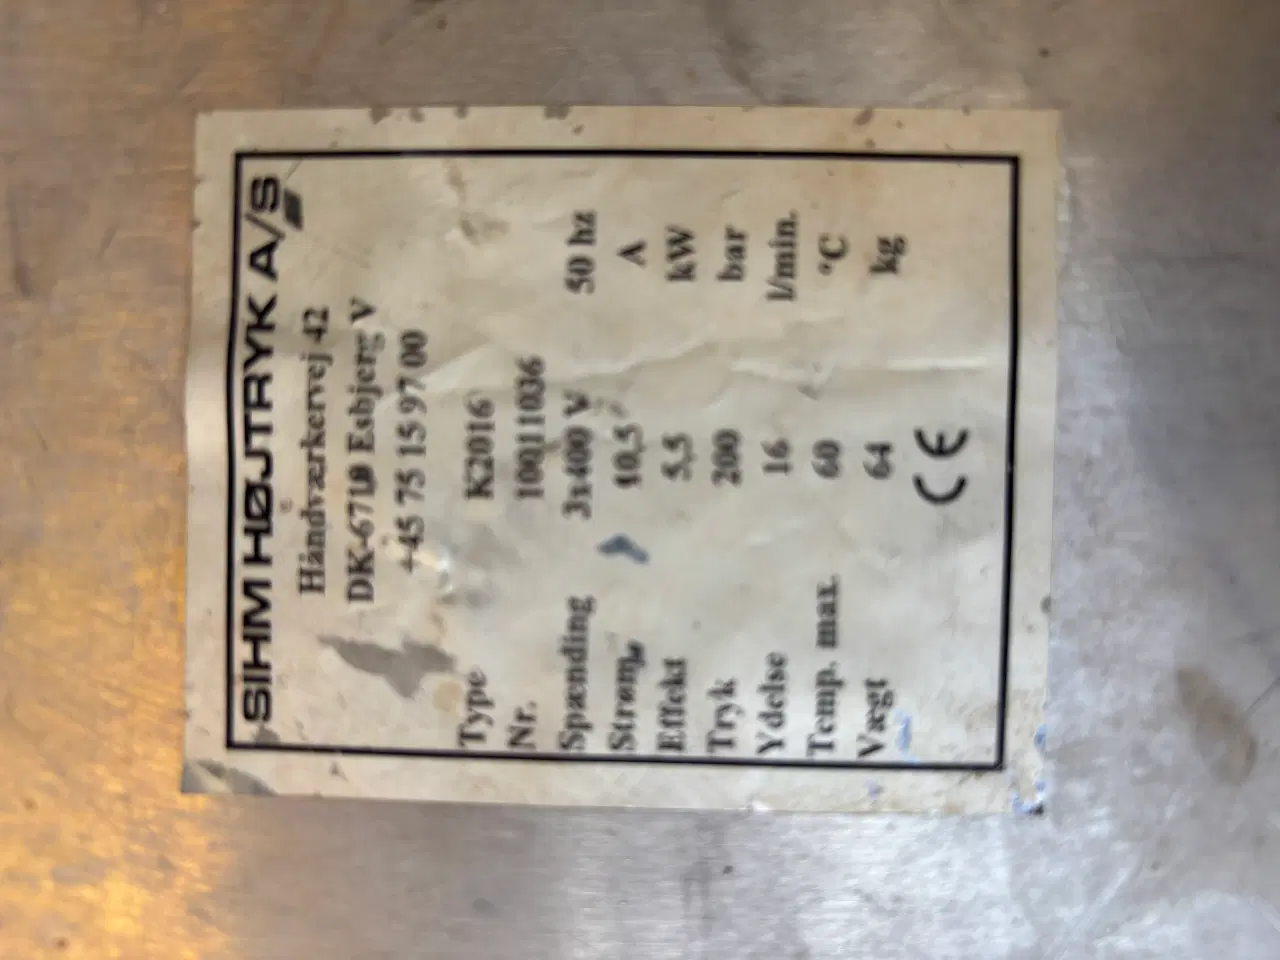 SIHM HØJTRYK A/S
Håndværkervej 42
DK-6710 Esbjerg V
+45 75 15 97 00
Type K2016
Nr. 10011036
Spænding 3x400 V 50 hz
Strøm 10,5 A
Effekt 5,5 kW
Tryk 200 bar
Ydelse 16 l/min.
Temp. max. 60 °C
Vægt 64 kg
CE